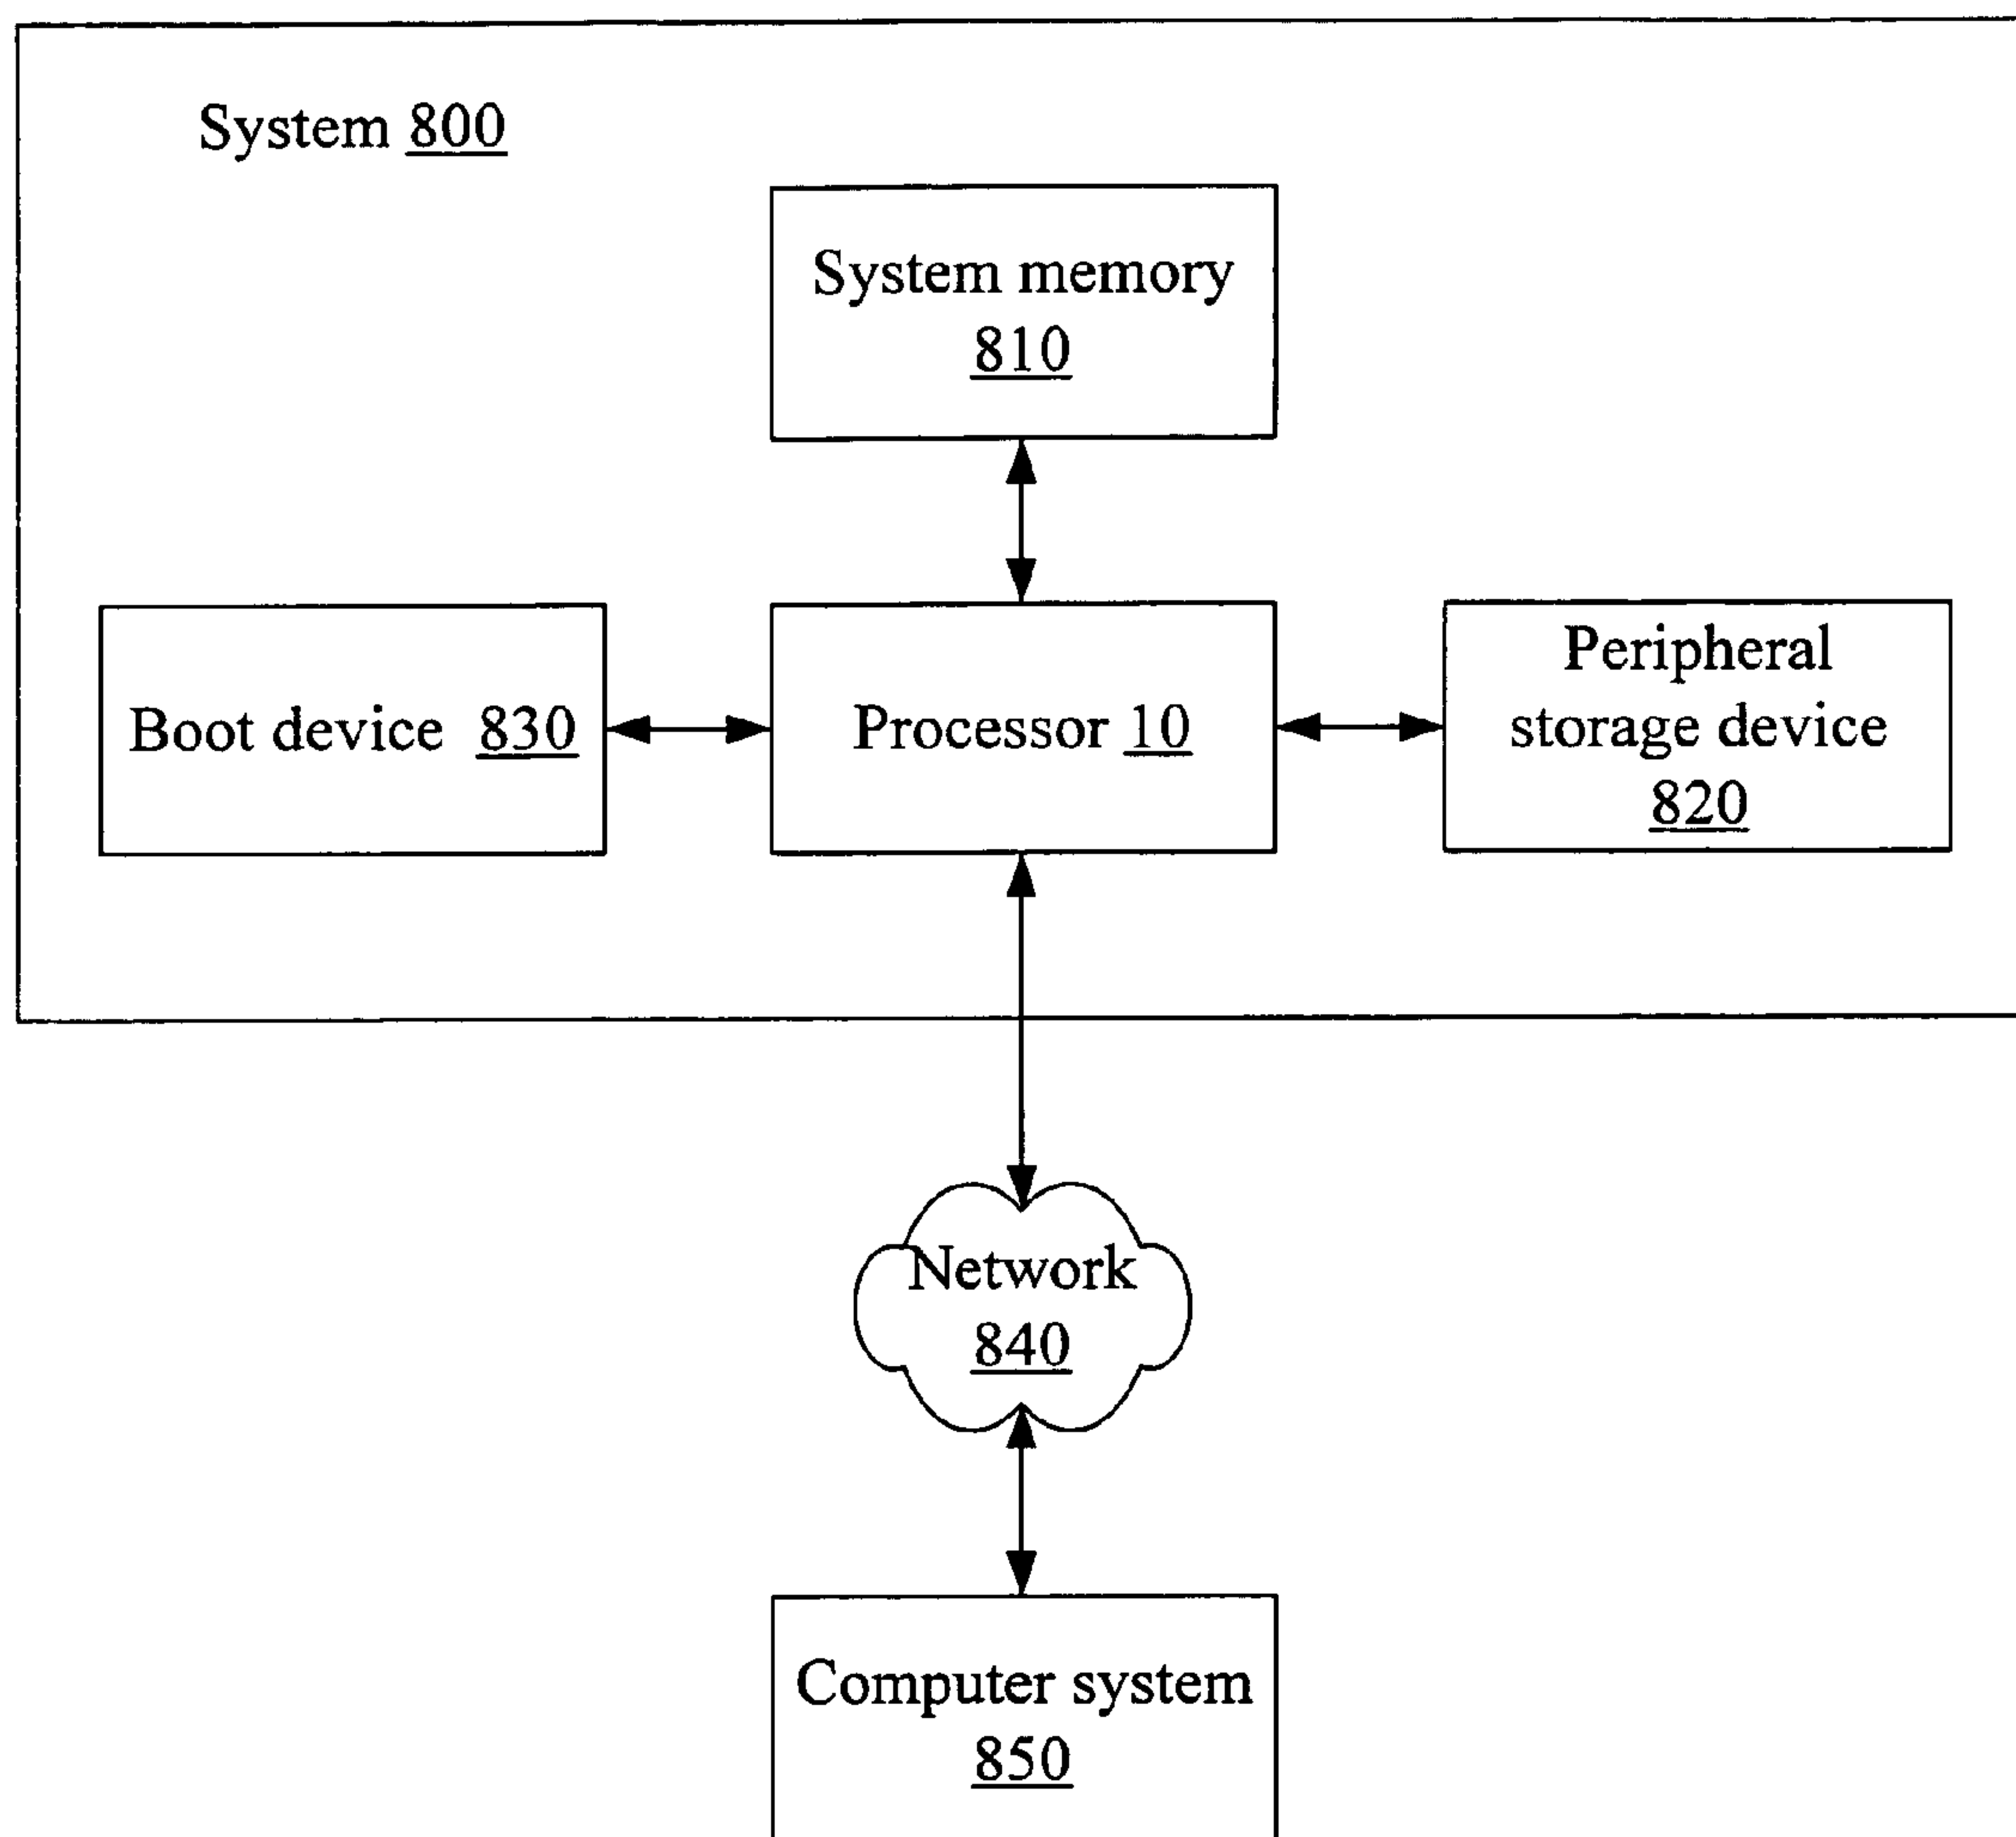 System 800
System memory
810
Boot device 830
Processor 10
Peripheral
storage device
820
Network
840
Computer system
850